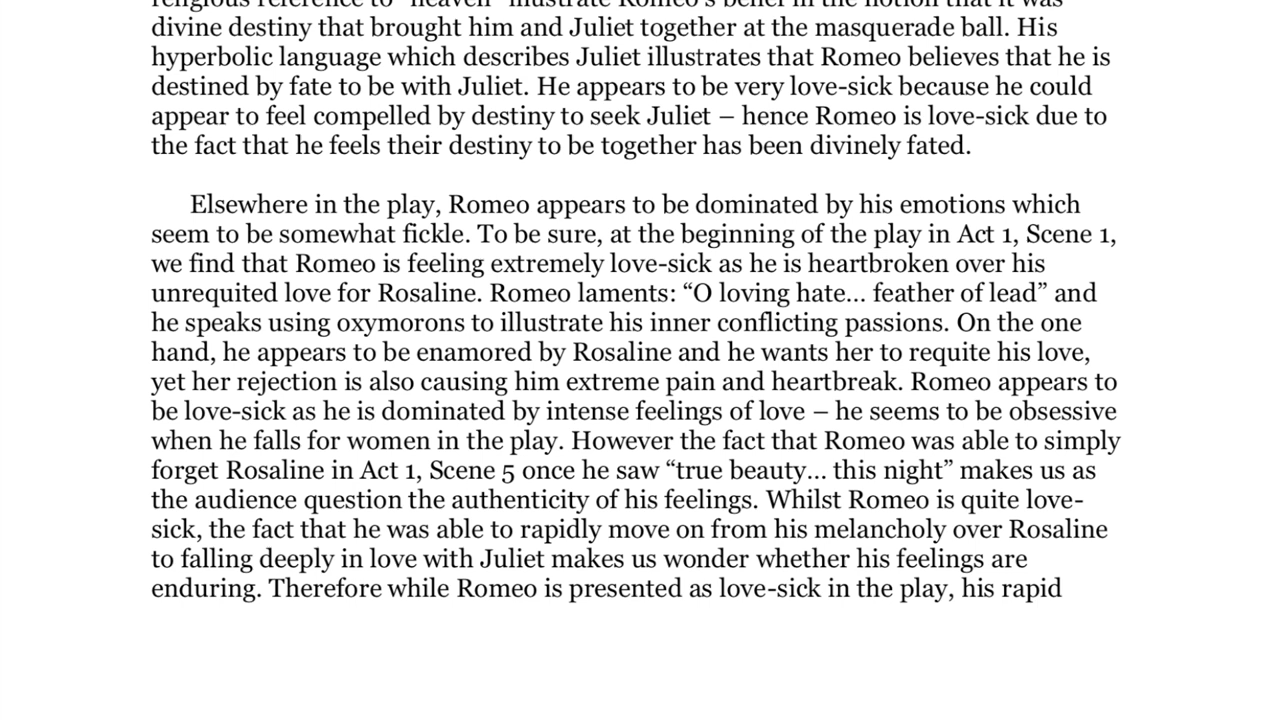 religious reference to “heaven” illustrate Romeo’s belief in the notion that it was
divine destiny that brought him and Juliet together at the masquerade ball. His
hyperbolic language which describes Juliet illustrates that Romeo believes that he is
destined by fate to be with Juliet. He appears to be very love-sick because he could
appear to feel compelled by destiny to seek Juliet – hence Romeo is love-sick due to
the fact that he feels their destiny to be together has been divinely fated.
Elsewhere in the play, Romeo appears to be dominated by his emotions which
seem to be somewhat fickle. To be sure, at the beginning of the play in Act 1, Scene 1,
we find that Romeo is feeling extremely love-sick as he is heartbroken over his
unrequited love for Rosaline. Romeo laments: “O loving hate... feather of lead” and
he speaks using oxymorons to illustrate his inner conflicting passions. On the one
hand, he appears to be enamored by Rosaline and he wants her to requite his love,
yet her rejection is also causing him extreme pain and heartbreak. Romeo appears to
be love-sick as he is dominated by intense feelings of love – he seems to be obsessive
when he falls for women in the play. However the fact that Romeo was able to simply
forget Rosaline in Act 1, Scene 5 once he saw “true beauty... this night” makes us as
the audience question the authenticity of his feelings. Whilst Romeo is quite love-
sick, the fact that he was able to rapidly move on from his melancholy over Rosaline
to falling deeply in love with Juliet makes us wonder whether his feelings are
enduring. Therefore while Romeo is presented as love-sick in the play, his rapid